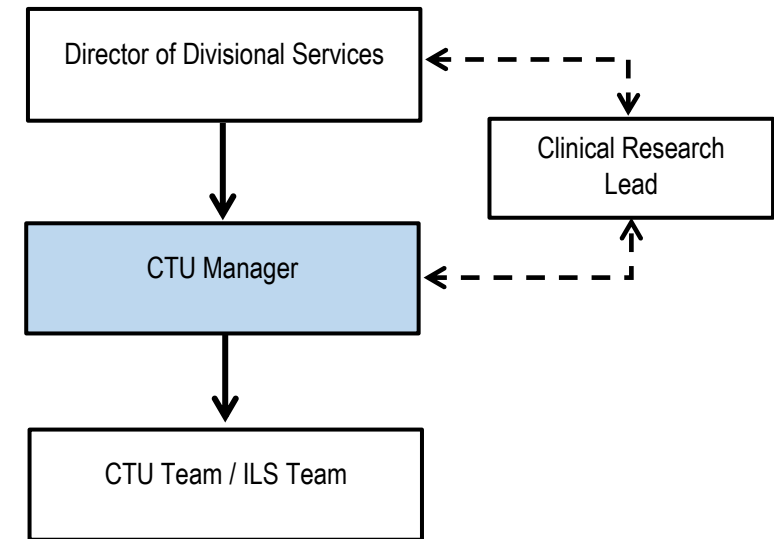 Director of Divisional Services
Clinical Research
Lead
CTU Manager
CTU Team / ILS Team